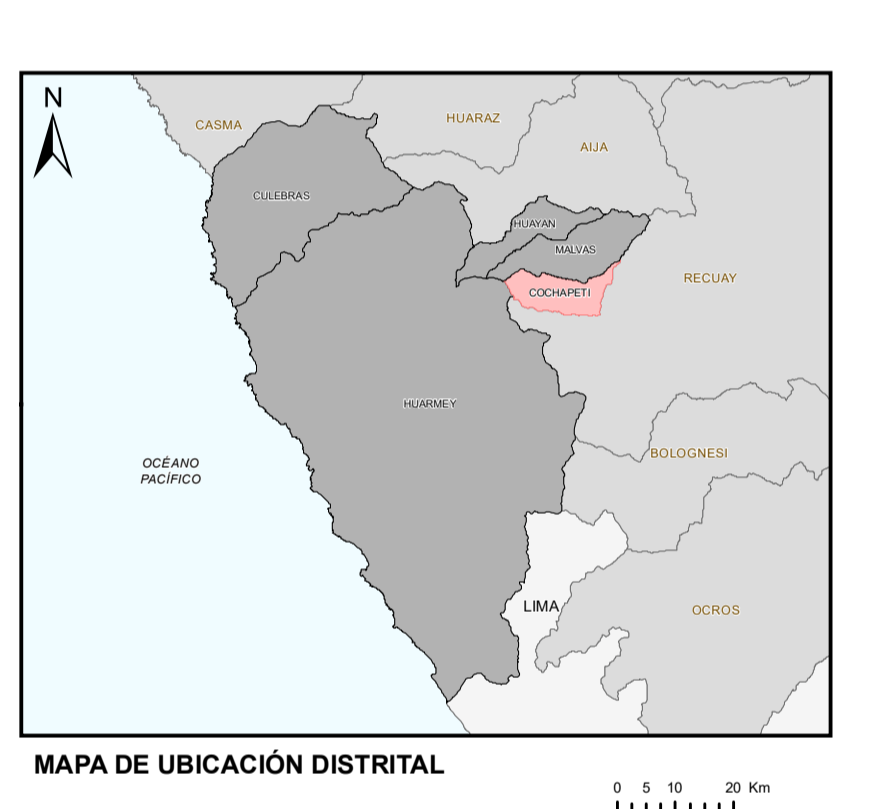 N
CASMA
HUARAZ
AIJA
CULEBRAS
HUAYAN
MALVAS
RECUAY
COCHAPETI
HUARMEY
BOLOGNESI
OCÉANO
PACÍFICO
LIMA
OCROS
MAPA DE UBICACIÓN DISTRITAL
0 5 10 20 Km